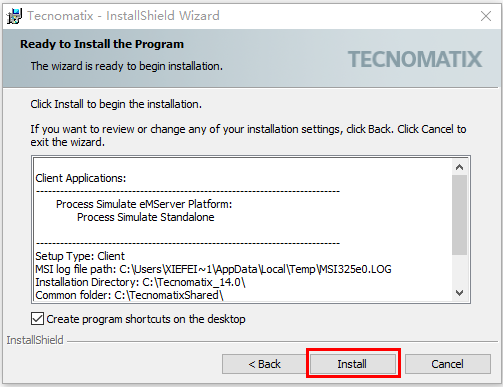 Tecnomatix - InstallShield Wizard
Ready to Install the Program
The wizard is ready to begin installation.
TECNOMATIX
Click Install to begin the installation.
If you want to review or change any of your installation settings, click Back. Click Cancel to
exit the wizard.
Client Applications:
--------------------------------------------------------------------------------
Process Simulate eMServer Platform:
Process Simulate Standalone
--------------------------------------------------------------------------------
Setup Type: Client
MSI log file path: C:\Users\XIEFEI~1\AppData\Local\Temp\MSI325e0.LOG
Installation Directory: C:\Tecnomatix_14.0\
Common folder: C:\TecnomatixShared\
Create program shortcuts on the desktop
InstallShield
< Back
Install
Cancel